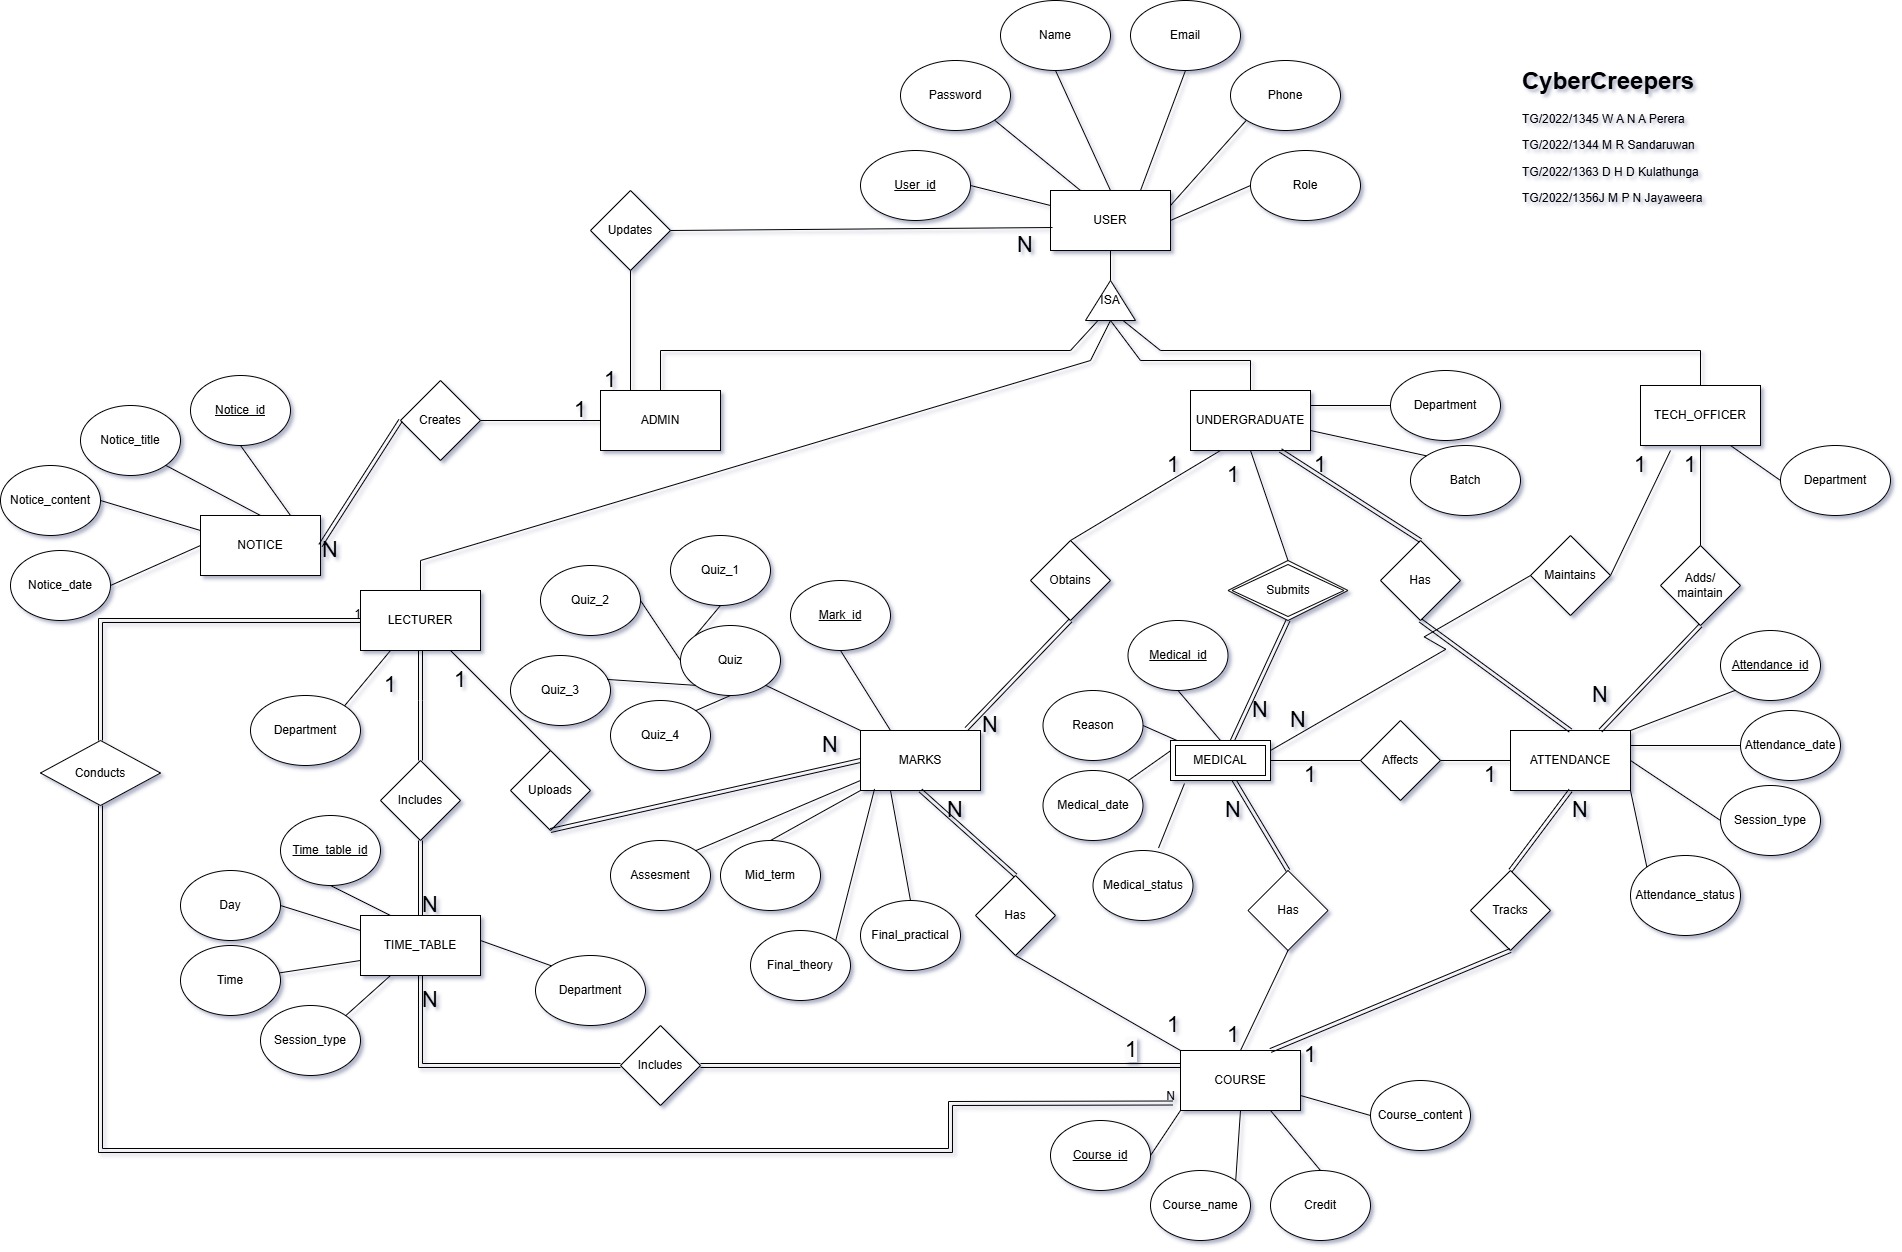 Name
Email
CyberCreepers
Password
Phone
TG/2022/1345 W A N A Perera
TG/2022/1344 M R Sandaruwan
TG/2022/1363 D H D Kulathunga
TG/2022/1356J M P N Jayaweera
User_id
Role
USER
Updates
N
ISA
1
Notice_id
1
Creates
ADMIN
UNDERGRADUATE
Department
TECH_OFFICER
Notice_title
1
1
1
1
1
Batch
Department
Notice_content
NOTICE
N
Notice_date
Quiz_1
Quiz_2
Obtains
Submits
Has
Maintains
Adds/
maintain
1
LECTURER
Mark_id
Quiz
Medical_id
Attendance_id
1
1
Quiz_3
N
N
N
N
Department
Quiz_4
Reason
N
Attendance_date
Conducts
MARKS
MEDICAL
Affects
ATTENDANCE
1
1
Includes
Uploads
Medical_date
N
N
N
Session_type
Time_table_id
Assesment
Mid_term
Medical_status
Attendance_status
Day
N
Has
Has
Tracks
TIME_TABLE
Final_practical
Final_theory
Time
Department
N
Session_type
1
1
1
1
Includes
COURSE
N
Course_content
Course_id
Course_name
Credit